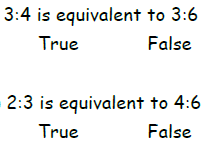 3:4 is equivalent to 3:6
True False
2:3 is equivalent to 4:6
True False